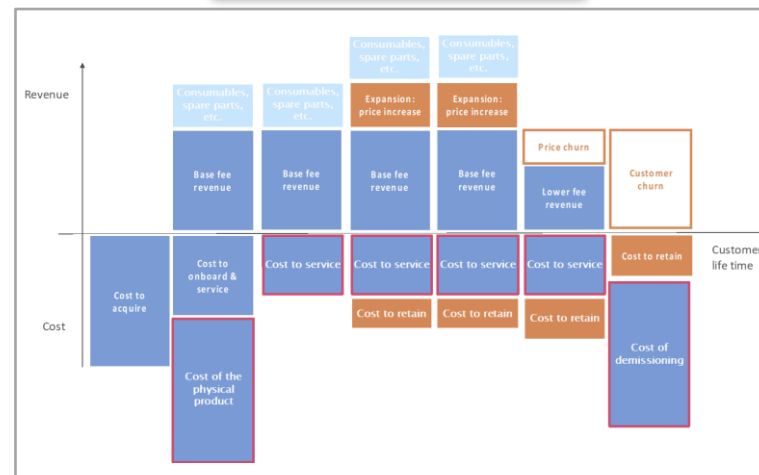 Consumables,
spare parts,
etc.
Consumables,
spare parts,
etc.
Revenue
Consumables,
spare parts,
etc.
Consumables,
spare parts,
etc.
Expansion:
price increase
Expansion:
price increase
Base fee
revenue
Base fee
revenue
Base fee
revenue
Base fee
revenue
Price churn
Lower fee
revenue
Customer
churn
Cost to
acquire
Cost to
onboard &
service
Cost to service
Cost to service
Cost to service
Cost to service
Cost to retain
Customer
life time
Cost
Cost to retain
Cost to retain
Cost to retain
Cost of the
physical
product
Cost of
demissioning